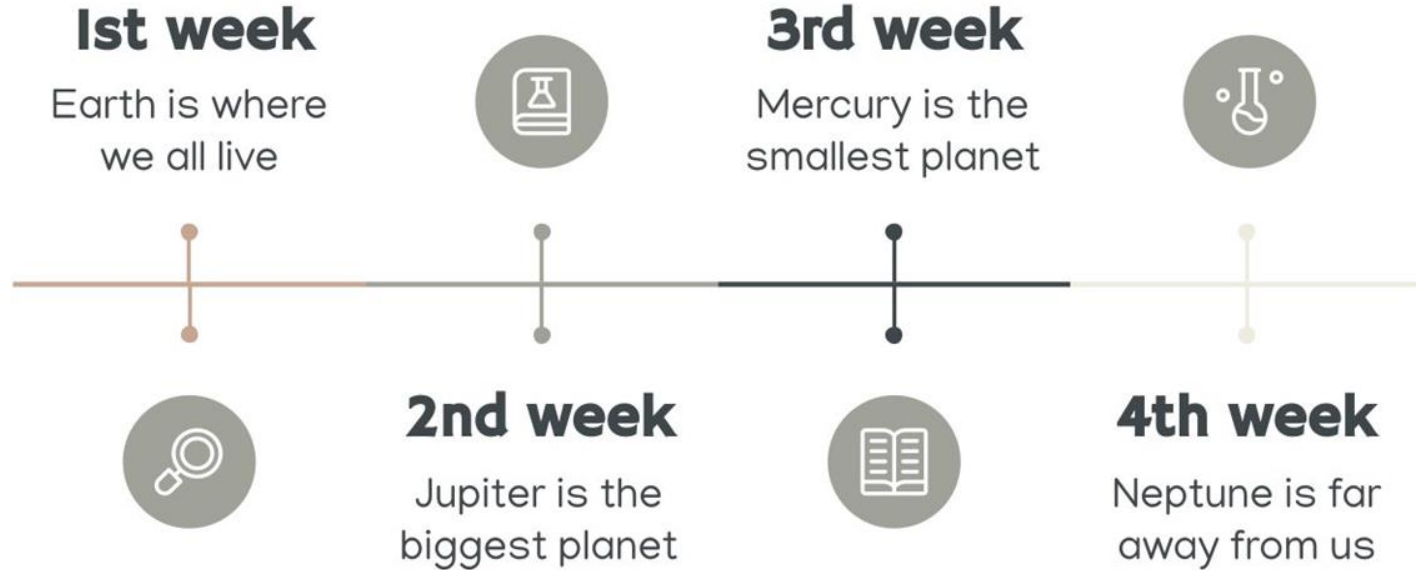 1st week
Earth is where
we all live
2nd week
Jupiter is the
biggest planet
3rd week
Mercury is the
smallest planet
4th week
Neptune is far
away from us